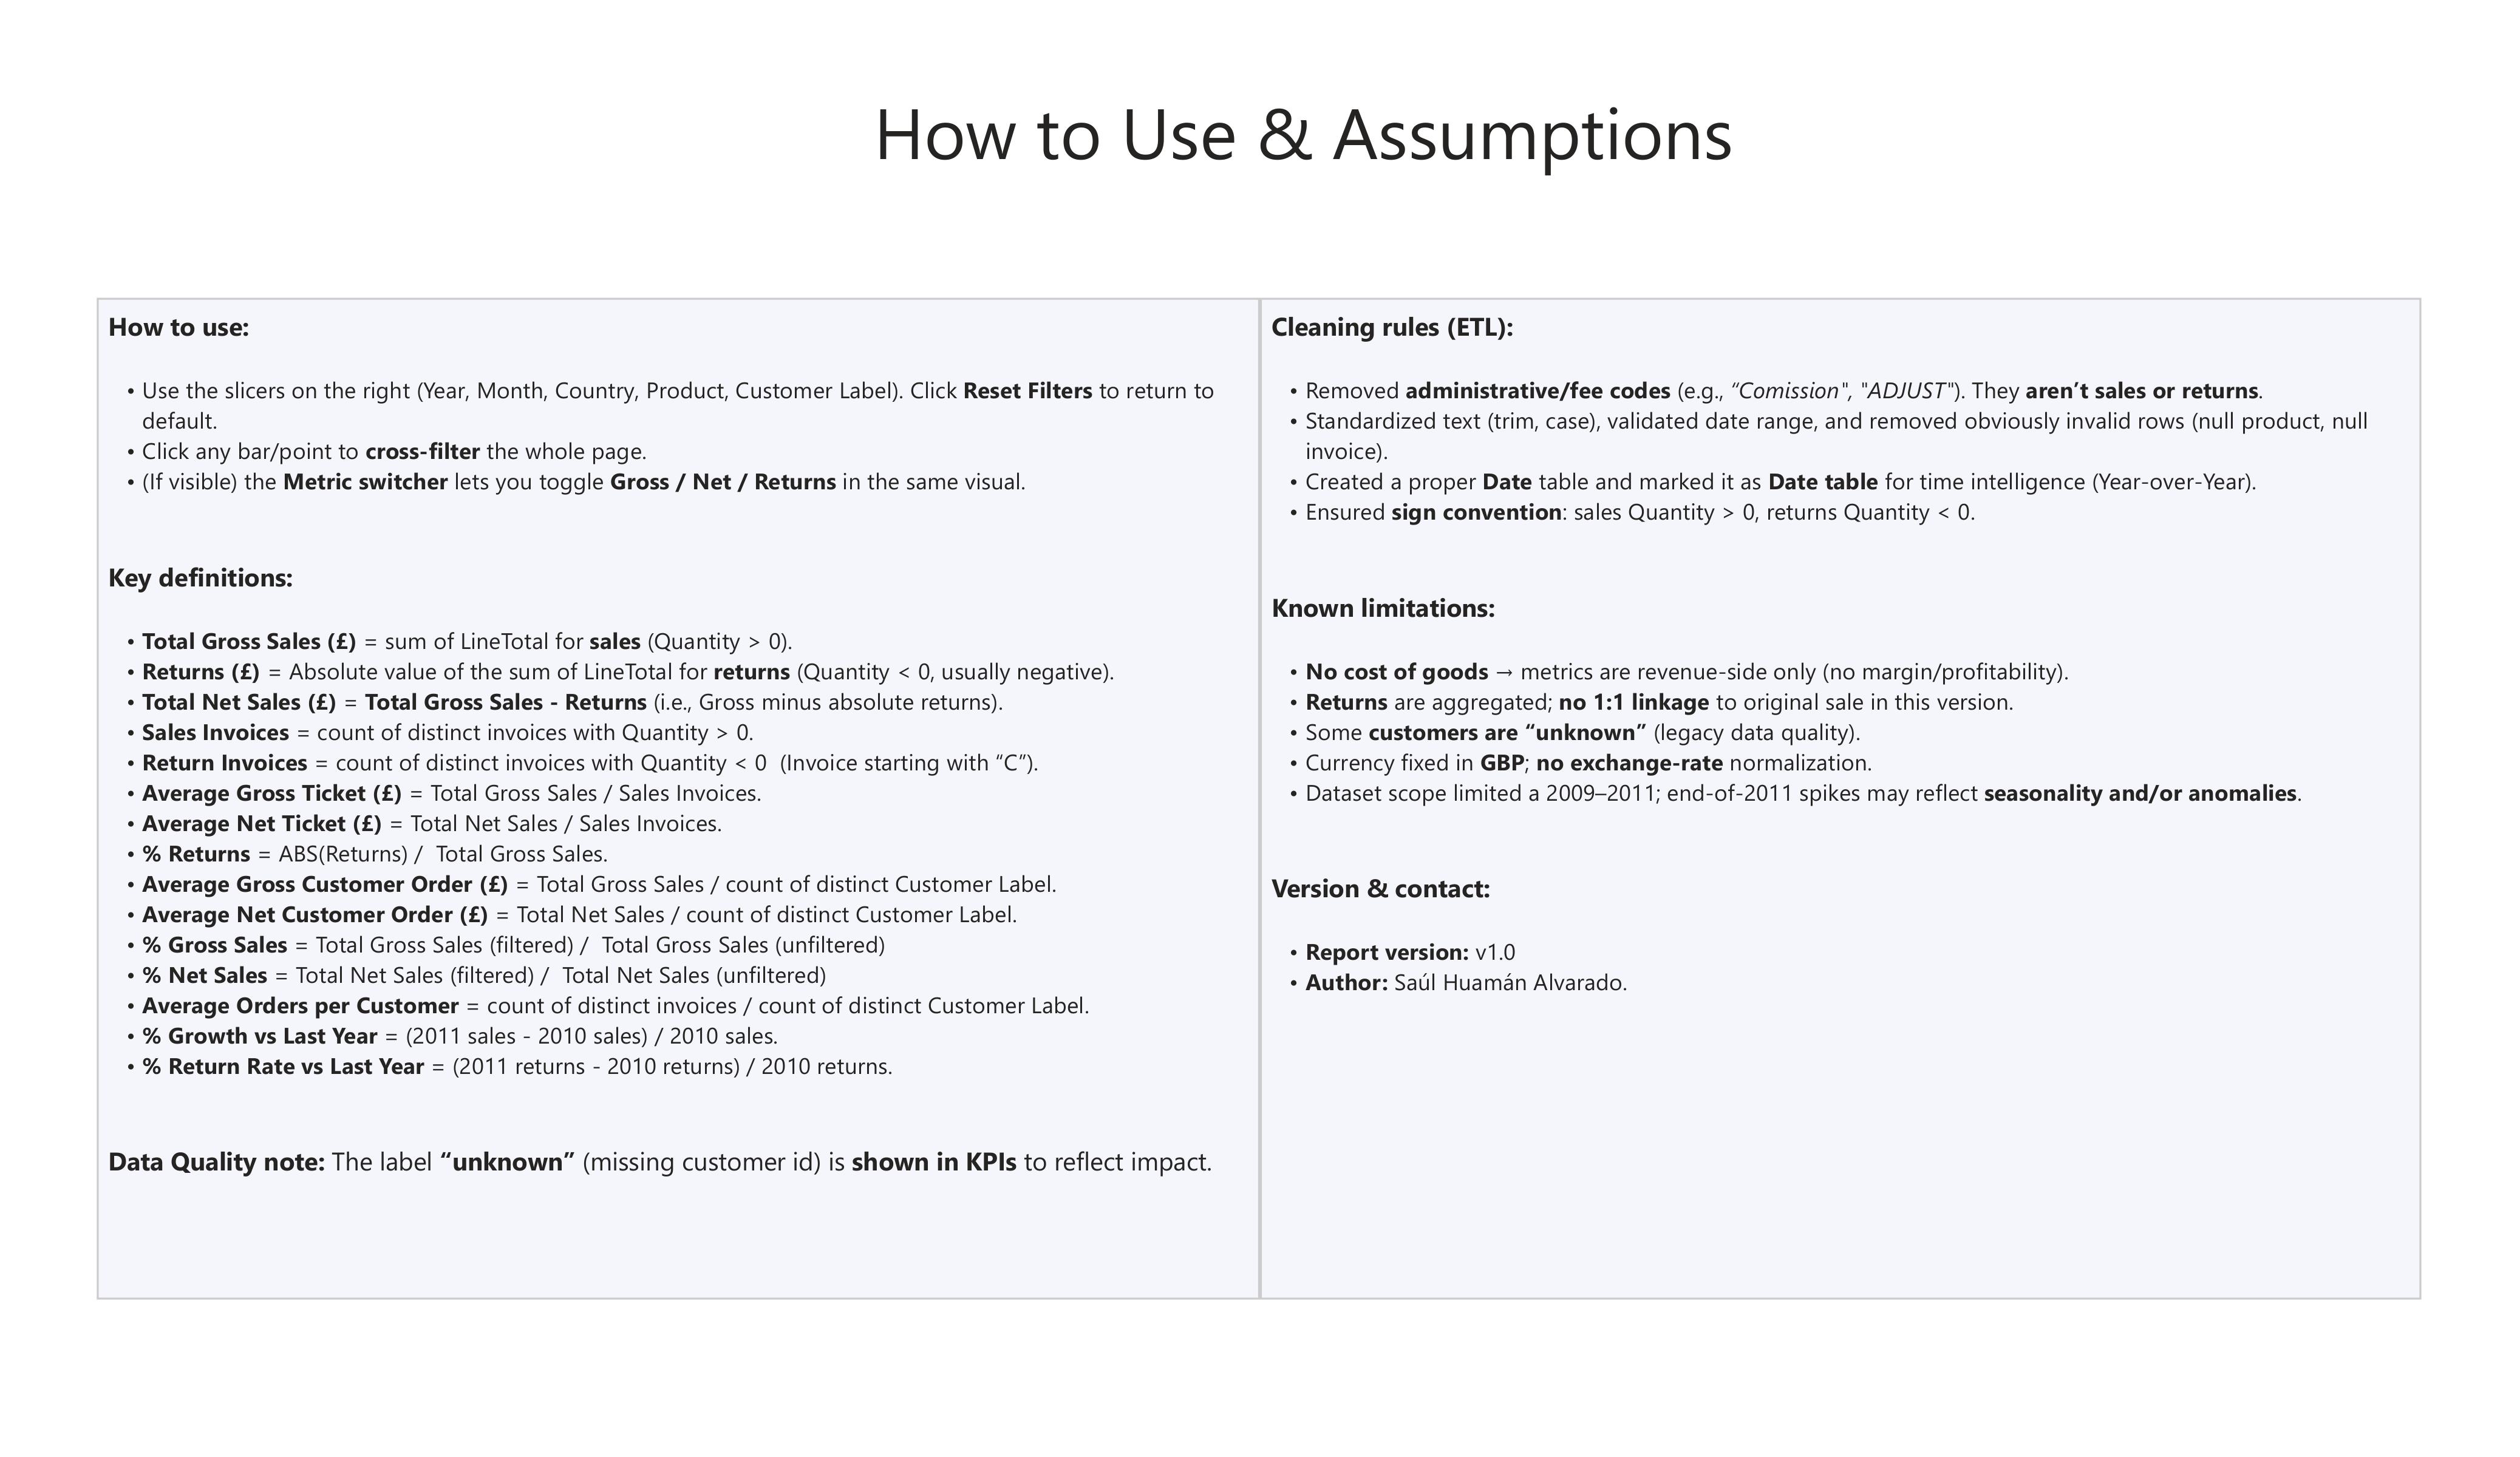 How to Use & Assumptions
How to use:
• Use the slicers on the right (Year, Month, Country, Product, Customer Label). Click Reset Filters to return to
default.
• Click any bar/point to cross-filter the whole page.
• (If visible) the Metric switcher lets you toggle Gross / Net / Returns in the same visual.
Key definitions:
• Total Gross Sales (£) = sum of LineTotal for sales (Quantity > 0).
• Returns (£) = Absolute value of the sum of LineTotal for returns (Quantity < 0, usually negative).
• Total Net Sales (£) = Total Gross Sales - Returns (i.e., Gross minus absolute returns).
• Sales Invoices = count of distinct invoices with Quantity > 0.
• Return Invoices = count of distinct invoices with Quantity < 0  (Invoice starting with “C”).
• Average Gross Ticket (£) = Total Gross Sales / Sales Invoices.
• Average Net Ticket (£) = Total Net Sales / Sales Invoices.
• % Returns = ABS(Returns) /  Total Gross Sales.
• Average Gross Customer Order (£) = Total Gross Sales / count of distinct Customer Label.
• Average Net Customer Order (£) = Total Net Sales / count of distinct Customer Label.
• % Gross Sales = Total Gross Sales (filtered) /  Total Gross Sales (unfiltered)
• % Net Sales = Total Net Sales (filtered) /  Total Net Sales (unfiltered)
• Average Orders per Customer = count of distinct invoices / count of distinct Customer Label.
• % Growth vs Last Year = (2011 sales - 2010 sales) / 2010 sales.
• % Return Rate vs Last Year = (2011 returns - 2010 returns) / 2010 returns.
Data Quality note: The label “unknown” (missing customer id) is shown in KPIs to reflect impact.
Cleaning rules (ETL):
• Removed administrative/fee codes (e.g., “Comission", "ADJUST"). They aren’t sales or returns.
• Standardized text (trim, case), validated date range, and removed obviously invalid rows (null product, null
invoice).
• Created a proper Date table and marked it as Date table for time intelligence (Year-over-Year).
• Ensured sign convention: sales Quantity > 0, returns Quantity < 0.
Known limitations:
• No cost of goods → metrics are revenue-side only (no margin/profitability).
• Returns are aggregated; no 1:1 linkage to original sale in this version.
• Some customers are “unknown” (legacy data quality).
• Currency fixed in GBP; no exchange-rate normalization.
• Dataset scope limited a 2009–2011; end-of-2011 spikes may reflect seasonality and/or anomalies.
Version & contact:
• Report version: v1.0
• Author: Saúl Huamán Alvarado.